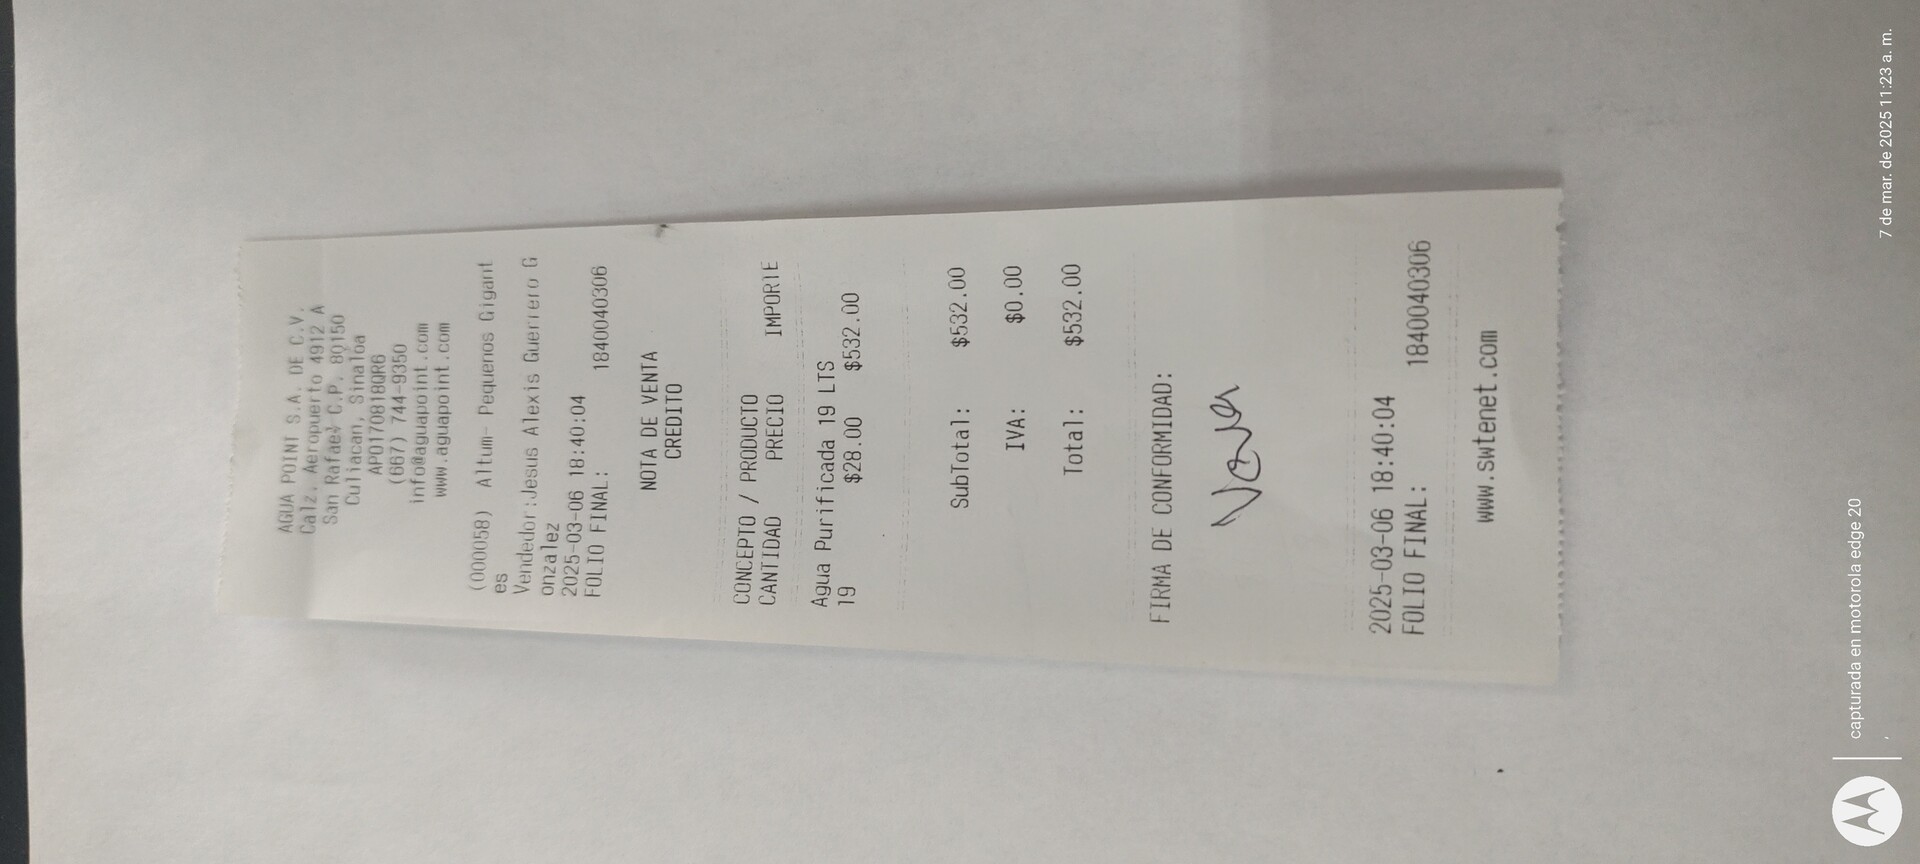 AGUA POINT S.A. DE C.V.
Calz. Aeropuerto 4912 A
San Rafael C.P. 80150
Culiacan, Sinaloa
APO170818QR6
(667) 744-9350
info@aguapoint.com
www.aguapoint.com
(000058) Altum- Pequenos Gigant
es
Vendedor:Jesus Alexis Guerrero G
onzalez
2025-03-06 18:40:04
FOLIO FINAL: 1840040306
NOTA DE VENTA
CREDITO
CONCEPTO / PRODUCTO
CANTIDAD PRECIO IMPORTE
Agua Purificada 19 LTS
19 $28.00 $532.00
SubTotal: $532.00
IVA: $0.00
Total: $532.00
FIRMA DE CONFORMIDAD:
2025-03-06 18:40:04
FOLIO FINAL: 1840040306
www.swtenet.com
capturada en motorola edge 20
7 de mar. de 2025 11:23 a. m.